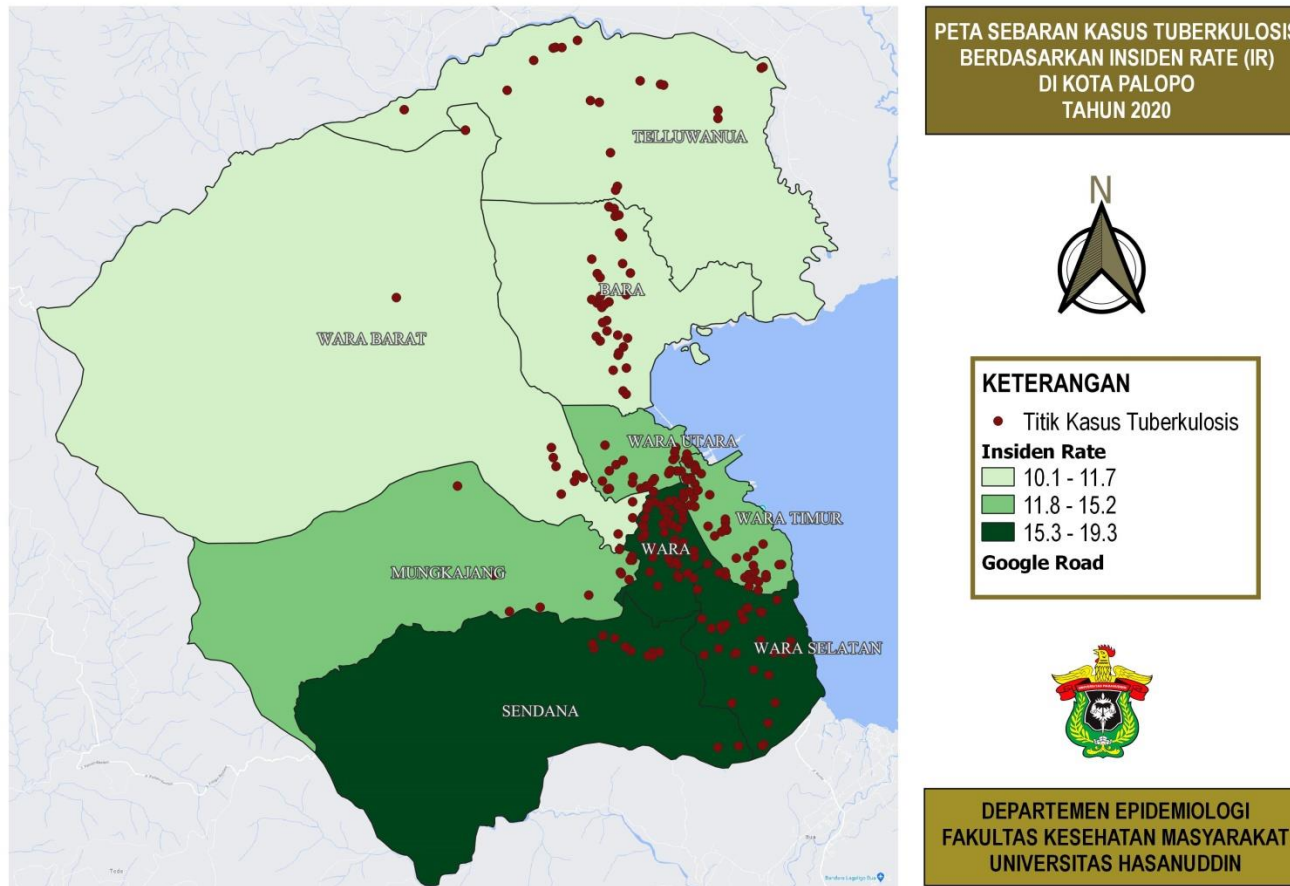 PETA SEBARAN KASUS TUBERKULOSIS
BERDASARKAN INSIDEN RATE (IR)
DI KOTA PALOPO
TAHUN 2020
N
KETERANGAN
Titik Kasus Tuberkulosis
Insiden Rate
10.1 - 11.7
11.8 - 15.2
15.3 - 19.3
Google Road
DEPARTEMEN EPIDEMIOLOGI
FAKULTAS KESEHATAN MASYARAKAT
UNIVERSITAS HASANUDDIN
TELLUWANUA
BARA
WARA BARAT
WARA UTARA
WARA TIMUR
WARA
MUNGKAJANG
WARA SELATAN
SENDANA